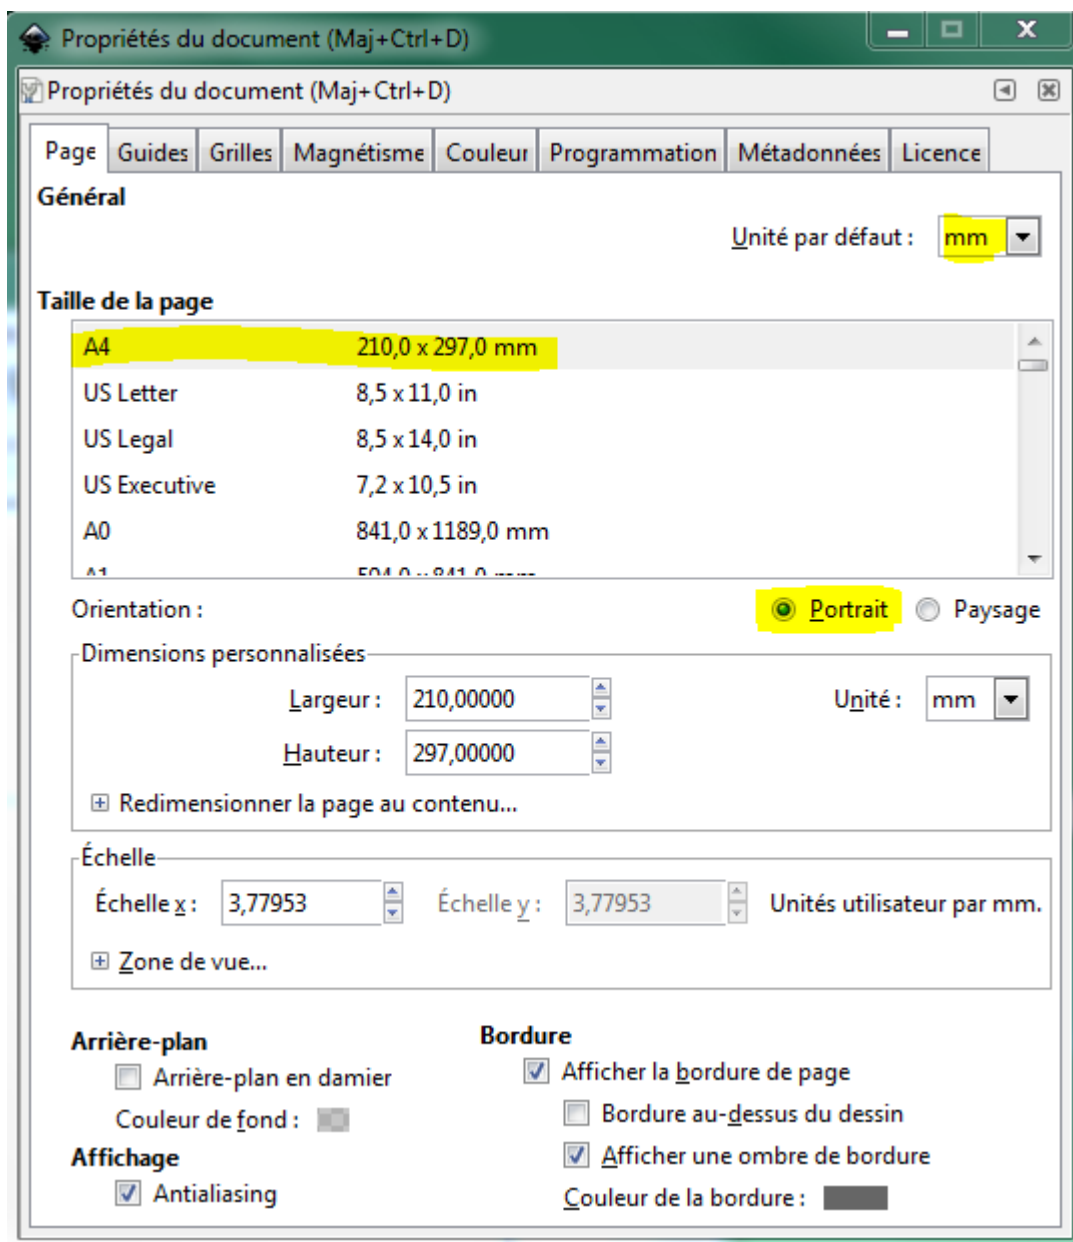 Propriétés du document (Maj+Ctrl+D)
Propriétés du document (Maj+Ctrl+D)
Page Guides Grilles Magnétisme Couleur Programmation Métadonnées Licence
Général
Unité par défaut : mm
Taille de la page
A4 210,0 x 297,0 mm
US Letter 8,5 x 11,0 in
US Legal 8,5 x 14,0 in
US Executive 7,2 x 10,5 in
A0 841,0 x 1189,0 mm
A1 594,0 x 841,0 mm
Orientation : Portrait Paysage
Dimensions personnalisées
Largeur : 210,00000 Unité : mm
Hauteur : 297,00000
Redimensionner la page au contenu...
Échelle
Échelle x : 3,77953 Échelle y : 3,77953 Unités utilisateur par mm.
Zone de vue...
Arrière-plan
Arrière-plan en damier
Couleur de fond :
Affichage
Antialiasing
Bordure
Afficher la bordure de page
Bordure au-dessus du dessin
Afficher une ombre de bordure
Couleur de la bordure :